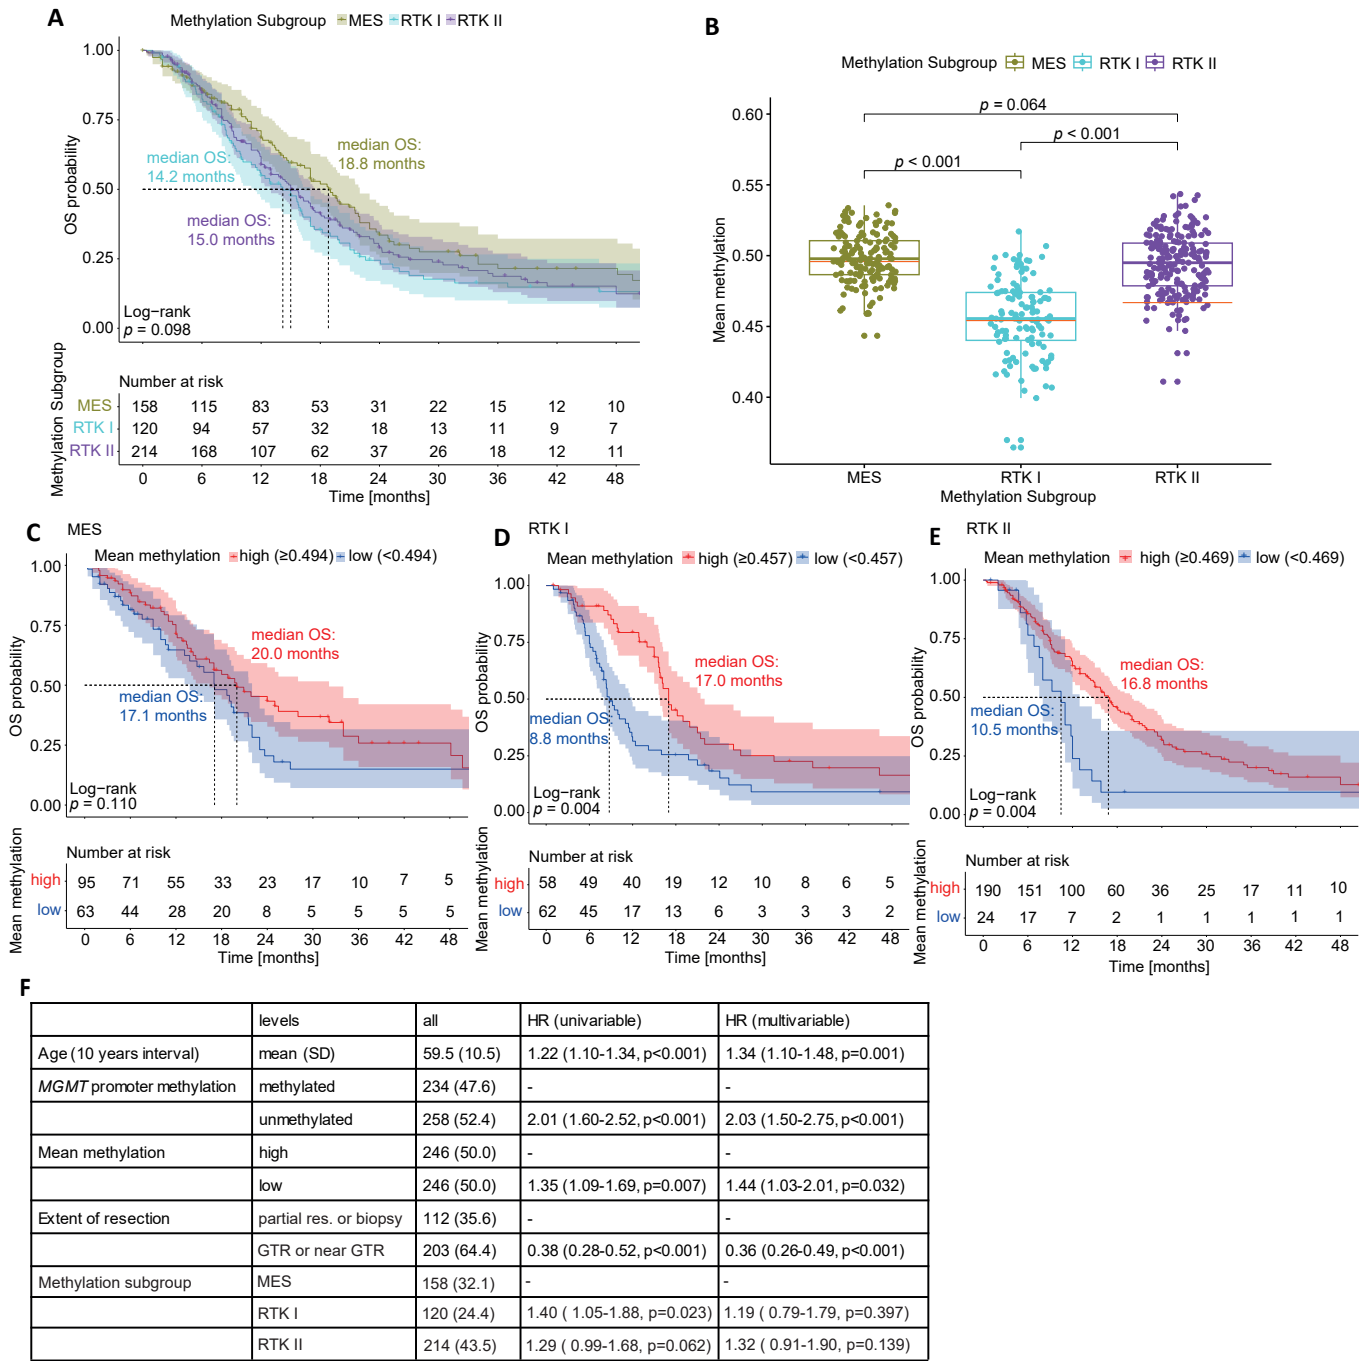 A
Methylation Subgroup MES RTK I RTK II
OS probability
1.00
0.75
0.50
0.25
0.00
median OS:
18.8 months
median OS:
14.2 months
median OS:
15.0 months
Log−rank
p = 0.098
Methylation Subgroup
Number at risk
MES 158 115 83 53 31 22 15 12 10
RTK I 120 94 57 32 18 13 11 9 7
RTK II 214 168 107 62 37 26 18 12 11
0 6 12 18 24 30 36 42 48
Time [months]
B
Methylation Subgroup MES RTK I RTK II
Mean methylation
0.60
0.55
0.50
0.45
0.40
p = 0.064
p < 0.001
p < 0.001
MES RTK I RTK II
Methylation Subgroup
C MES
Mean methylation high (≥0.494) low (<0.494)
OS probability
1.00
0.75
0.50
0.25
0.00
median OS:
20.0 months
median OS:
17.1 months
Log−rank
p = 0.110
Mean methylation
Number at risk
high 95 71 55 33 23 17 10 7 5
low 63 44 28 20 8 5 5 5 5
0 6 12 18 24 30 36 42 48
Time [months]
D RTK I
Mean methylation high (≥0.457) low (<0.457)
OS probability
1.00
0.75
0.50
0.25
0.00
median OS:
17.0 months
median OS:
8.8 months
Log−rank
p = 0.004
Mean methylation
Number at risk
high 58 49 40 19 12 10 8 6 5
low 62 45 17 13 6 3 3 3 2
0 6 12 18 24 30 36 42 48
Time [months]
E RTK II
Mean methylation high (≥0.469) low (<0.469)
OS probability
1.00
0.75
0.50
0.25
0.00
median OS:
16.8 months
median OS:
10.5 months
Log−rank
p = 0.004
Mean methylation
Number at risk
high 190 151 100 60 36 25 17 11 10
low 24 17 7 2 1 1 1 1 1
0 6 12 18 24 30 36 42 48
Time [months]
F
levels all HR (univariable) HR (multivariable)
Age (10 years interval) mean (SD) 59.5 (10.5) 1.22 (1.10-1.34, p<0.001) 1.34 (1.10-1.48, p=0.001)
MGMT promoter methylation methylated 234 (47.6) - -
unmethylated 258 (52.4) 2.01 (1.60-2.52, p<0.001) 2.03 (1.50-2.75, p<0.001)
Mean methylation high 246 (50.0) - -
low 246 (50.0) 1.35 (1.09-1.69, p=0.007) 1.44 (1.03-2.01, p=0.032)
Extent of resection partial res. or biopsy 112 (35.6) - -
GTR or near GTR 203 (64.4) 0.38 (0.28-0.52, p<0.001) 0.36 (0.26-0.49, p<0.001)
Methylation subgroup MES 158 (32.1) - -
RTK I 120 (24.4) 1.40 ( 1.05-1.88, p=0.023) 1.19 ( 0.79-1.79, p=0.397)
RTK II 214 (43.5) 1.29 ( 0.99-1.68, p=0.062) 1.32 ( 0.91-1.90, p=0.139)